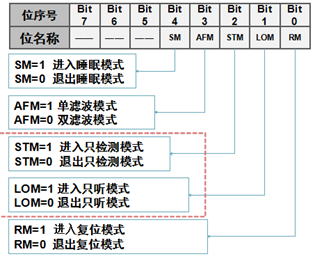 位序号 Bit 7 Bit 6 Bit 5 Bit 4 Bit 3 Bit 2 Bit 1 Bit 0
位名称 —— —— —— SM AFM STM LOM RM
SM=1 进入睡眠模式
SM=0 退出睡眠模式
AFM=1 单滤波模式
AFM=0 双滤波模式
STM=1 进入只检测模式
STM=0 退出只检测模式
LOM=1 进入只听模式
LOM=0 退出只听模式
RM=1 进入复位模式
RM=0 退出复位模式